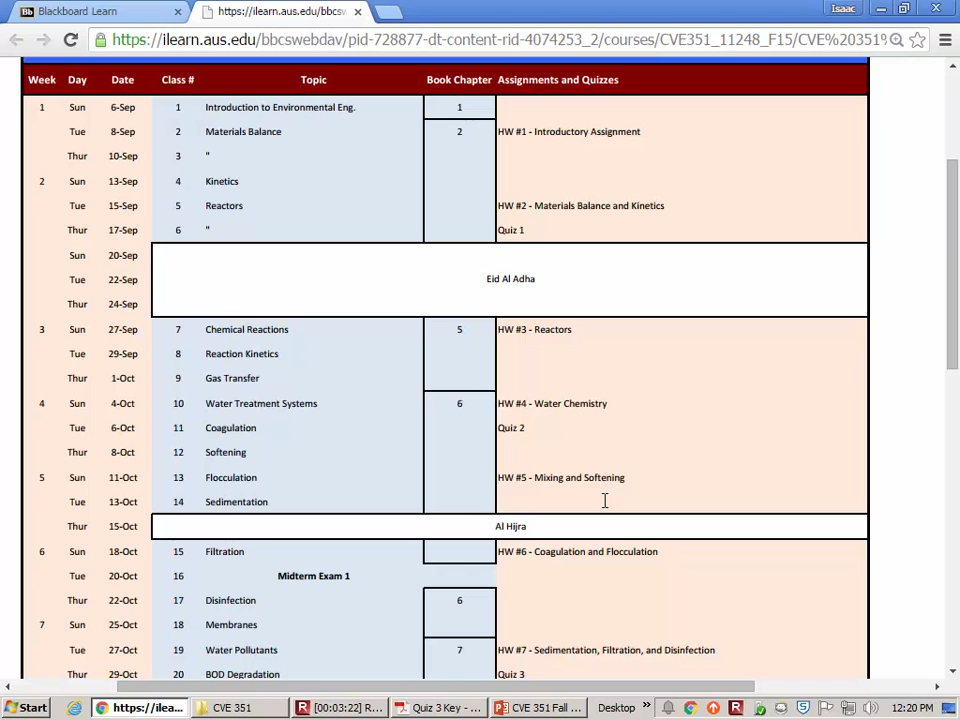 Blackboard Learn × https://ilearn.aus.edu/bbcsw × Isaac
https://ilearn.aus.edu/bbcswebdav/pid-728877-dt-content-rid-4074253_2/courses/CVE351_11248_F15/CVE%20351%
Week Day Date Class # Topic Book Chapter Assignments and Quizzes
1 Sun 6-Sep 1 Introduction to Environmental Eng. 1
Tue 8-Sep 2 Materials Balance 2 HW #1 - Introductory Assignment
Thur 10-Sep 3 "
2 Sun 13-Sep 4 Kinetics
Tue 15-Sep 5 Reactors HW #2 - Materials Balance and Kinetics
Thur 17-Sep 6 " Quiz 1
Sun 20-Sep
Tue 22-Sep Eid Al Adha
Thur 24-Sep
3 Sun 27-Sep 7 Chemical Reactions 5 HW #3 - Reactors
Tue 29-Sep 8 Reaction Kinetics
Thur 1-Oct 9 Gas Transfer
4 Sun 4-Oct 10 Water Treatment Systems 6 HW #4 - Water Chemistry
Tue 6-Oct 11 Coagulation Quiz 2
Thur 8-Oct 12 Softening
5 Sun 11-Oct 13 Flocculation HW #5 - Mixing and Softening
Tue 13-Oct 14 Sedimentation
Thur 15-Oct Al Hijra
6 Sun 18-Oct 15 Filtration HW #6 - Coagulation and Flocculation
Tue 20-Oct 16 Midterm Exam 1
Thur 22-Oct 17 Disinfection 6
7 Sun 25-Oct 18 Membranes
Tue 27-Oct 19 Water Pollutants 7 HW #7 - Sedimentation, Filtration, and Disinfection
Thur 29-Oct 20 BOD Degradation Quiz 3
Start https://ilea... CVE 351 [00:03:22] R... Quiz 3 Key - F... CVE 351 Fall ... Desktop » 12:20 PM